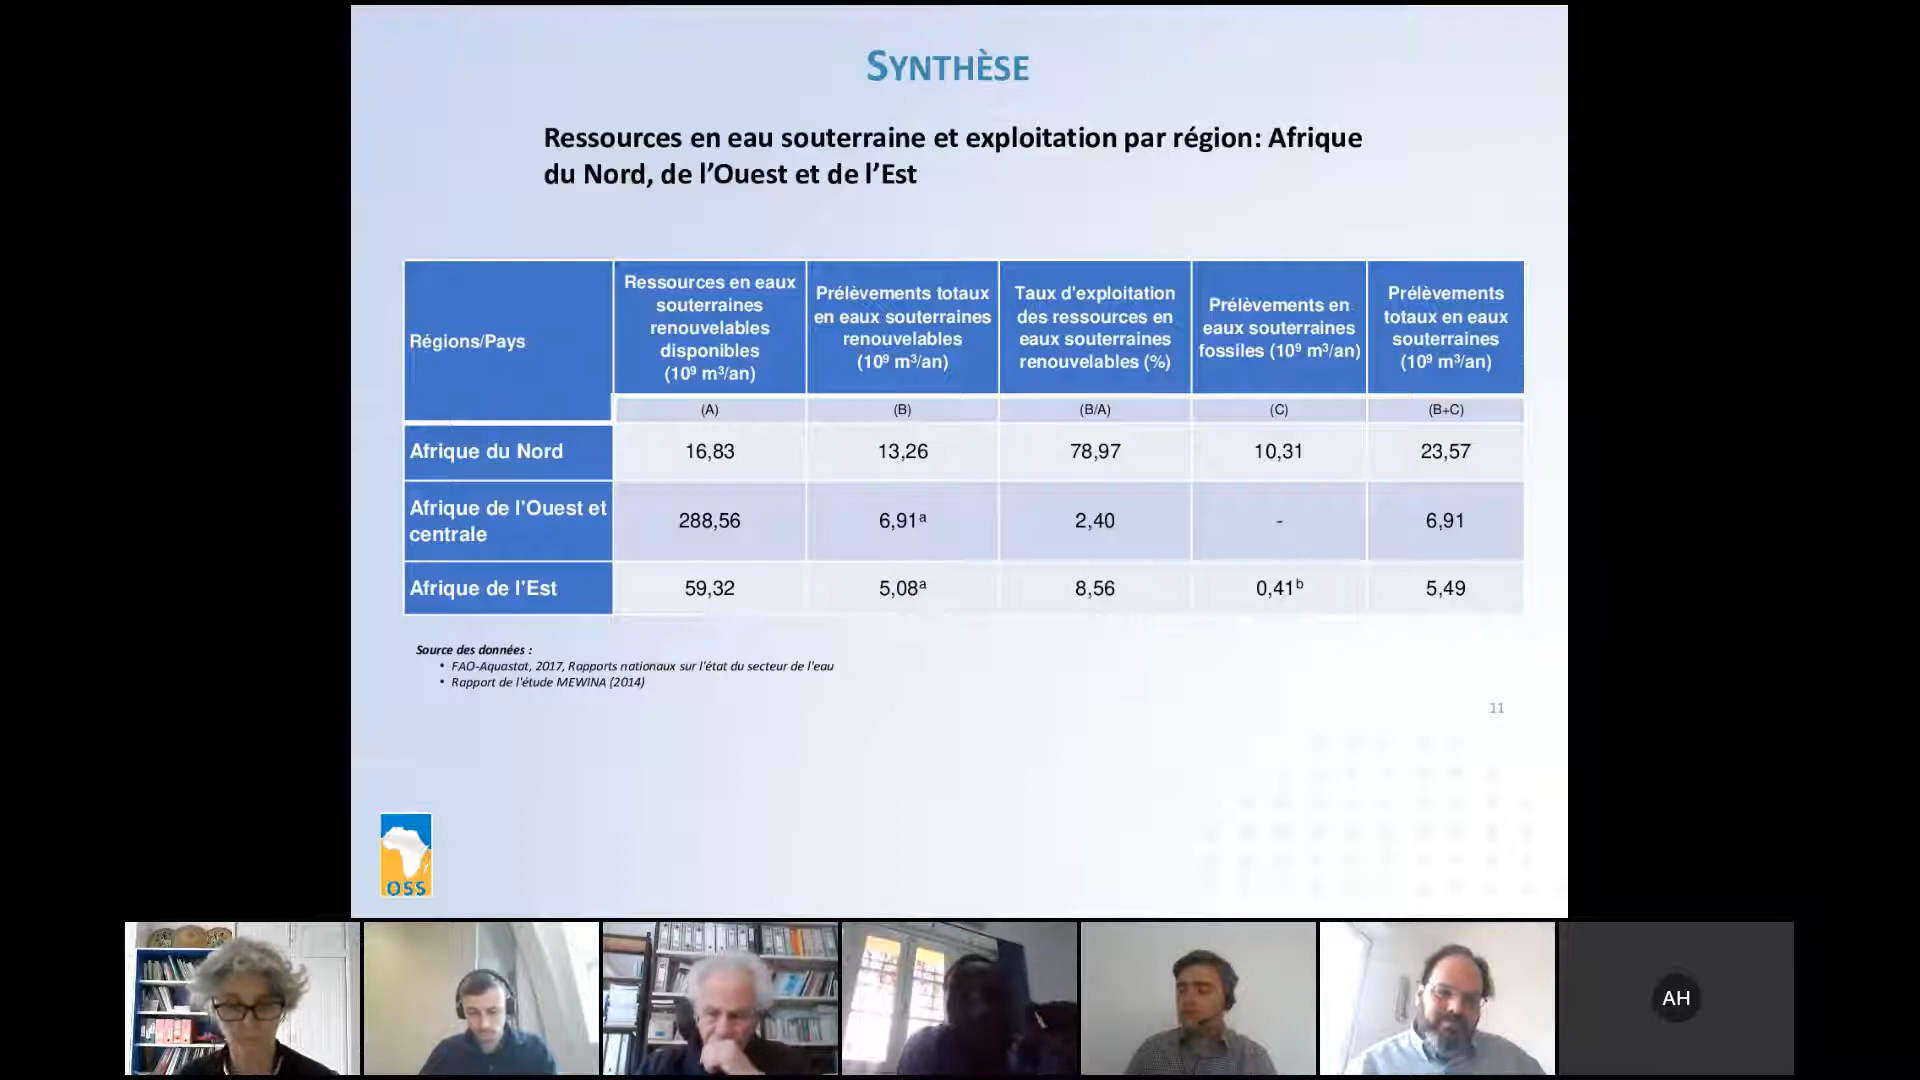 SYNTHÈSE
Ressources en eau souterraine et exploitation par région: Afrique
du Nord, de l’Ouest et de l’Est
Régions/Pays
Ressources en eaux
souterraines
renouvelables
disponibles
(10⁹ m³/an)
Prélèvements totaux
en eaux souterraines
renouvelables
(10⁹ m³/an)
Taux d'exploitation
des ressources en
eaux souterraines
renouvelables (%)
Prélèvements en
eaux souterraines
fossiles (10⁹ m³/an)
Prélèvements
totaux en eaux
souterraines
(10⁹ m³/an)
(A)
(B)
(B/A)
(C)
(B+C)
Afrique du Nord
16,83
13,26
78,97
10,31
23,57
Afrique de l'Ouest et
centrale
288,56
6,91ᵃ
2,40
-
6,91
Afrique de l'Est
59,32
5,08ᵃ
8,56
0,41ᵇ
5,49
Source des données :
• FAO-Aquastat, 2017, Rapports nationaux sur l'état du secteur de l'eau
• Rapport de l'étude MEWINA (2014)
11
OSS
AH